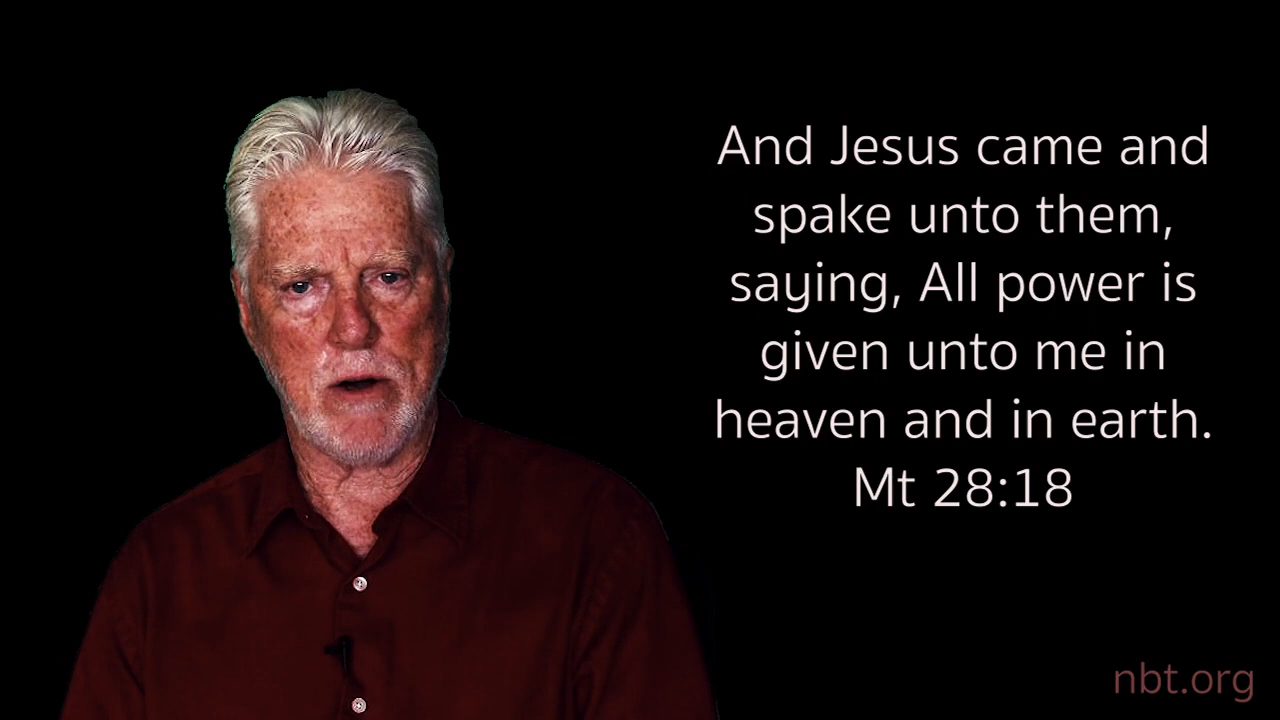 And Jesus came and
spake unto them,
saying, All power is
given unto me in
heaven and in earth.
Mt 28:18
nbt.org